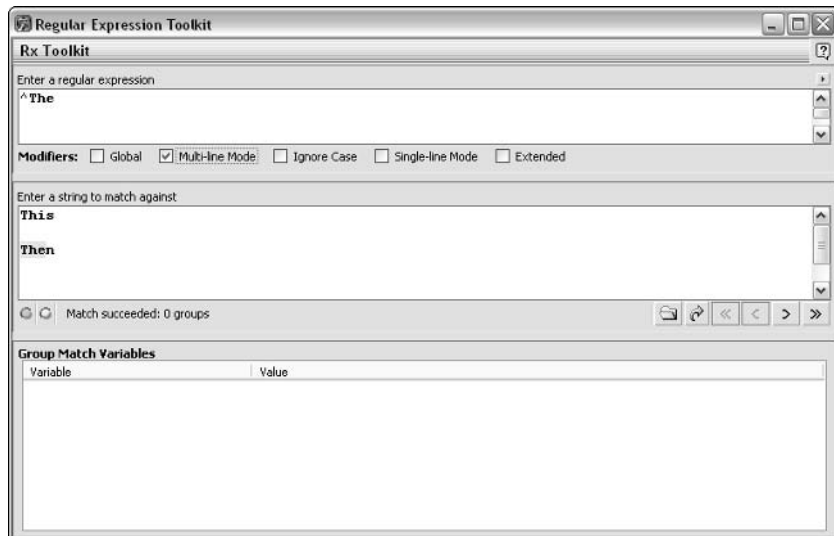 Regular Expression Toolkit
Rx Toolkit
Enter a regular expression
^The
Modifiers: Global Multi-line Mode Ignore Case Single-line Mode Extended
Enter a string to match against
This
Then
Match succeeded: 0 groups
Group Match Variables
Variable Value